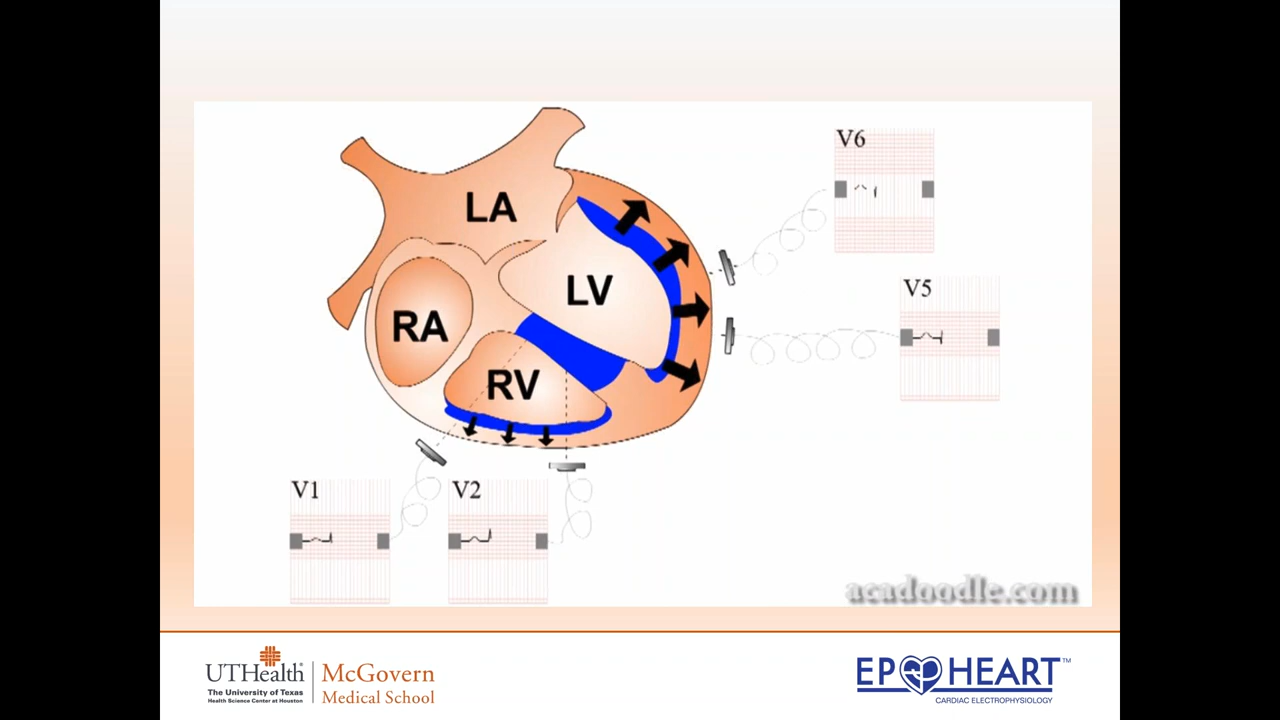 V6
LA
LV
V5
RA
RV
V1
V2
acadoodle.com
UTHealth
The University of Texas
Health Science Center at Houston
McGovern
Medical School
EP HEART™
CARDIAC ELECTROPHYSIOLOGY